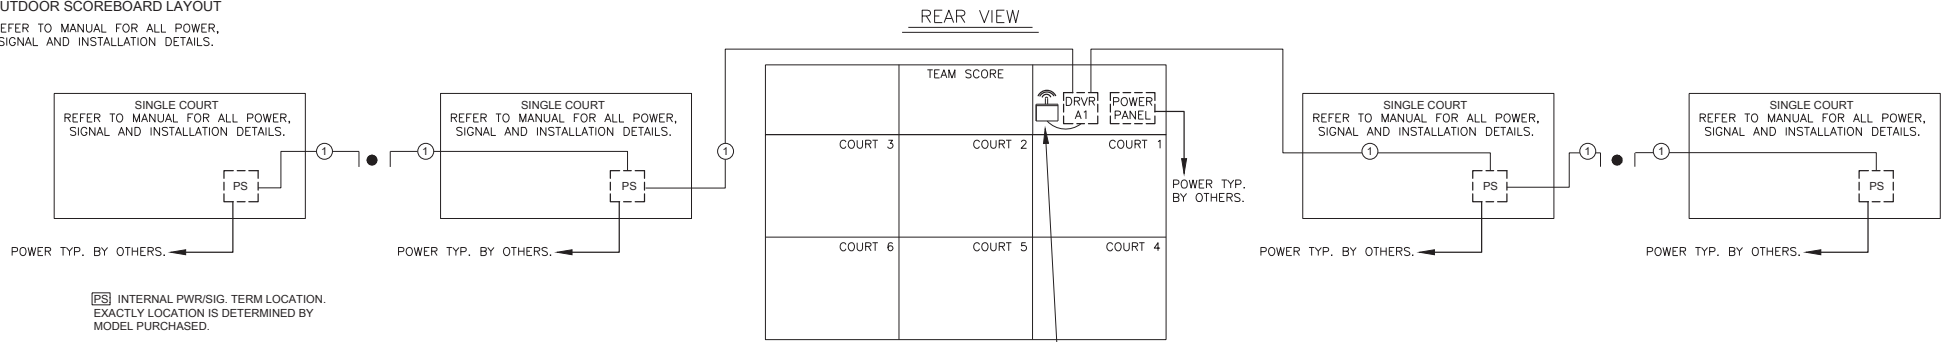 UTDOOR SCOREBOARD LAYOUT
EFER TO MANUAL FOR ALL POWER,
SIGNAL AND INSTALLATION DETAILS.
REAR VIEW
SINGLE COURT
REFER TO MANUAL FOR ALL POWER,
SIGNAL AND INSTALLATION DETAILS.
PS
1
POWER TYP. BY OTHERS.
1
SINGLE COURT
REFER TO MANUAL FOR ALL POWER,
SIGNAL AND INSTALLATION DETAILS.
PS
1
POWER TYP. BY OTHERS.
TEAM SCORE
DRVR
A1
POWER
PANEL
COURT 3
COURT 2
COURT 1
COURT 6
COURT 5
COURT 4
POWER TYP.
BY OTHERS.
SINGLE COURT
REFER TO MANUAL FOR ALL POWER,
SIGNAL AND INSTALLATION DETAILS.
1
PS
POWER TYP. BY OTHERS.
1
1
SINGLE COURT
REFER TO MANUAL FOR ALL POWER,
SIGNAL AND INSTALLATION DETAILS.
PS
POWER TYP. BY OTHERS.
PS INTERNAL PWR/SIG. TERM LOCATION.
EXACTLY LOCATION IS DETERMINED BY
MODEL PURCHASED.